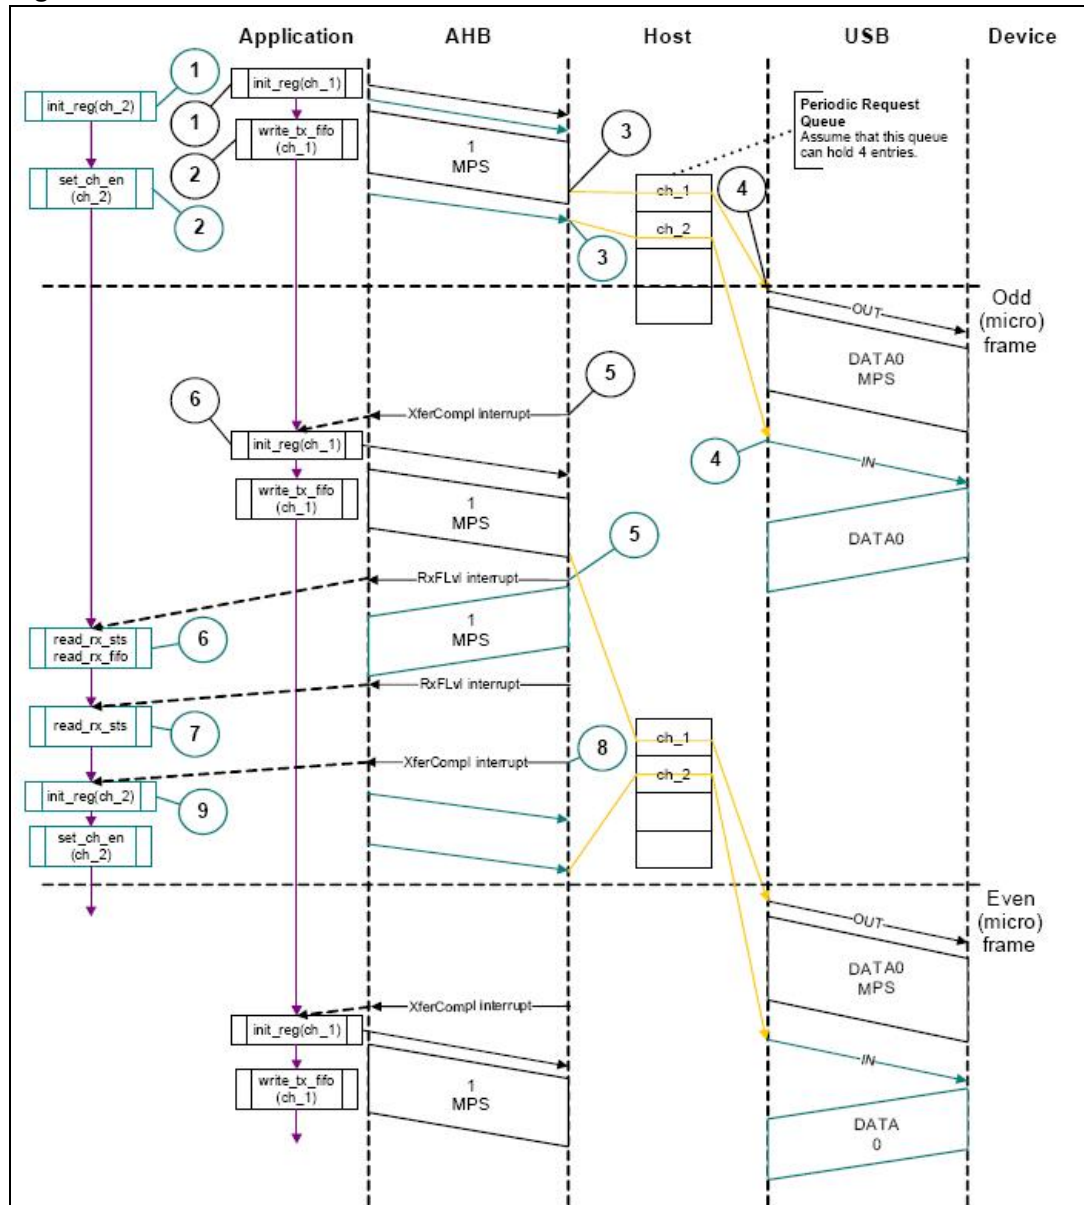 Application AHB Host USB Device
1
init_reg(ch_1)
init_reg(ch_2)
1
write_tx_fifo
(ch_1)
2
1
MPS
3
Periodic Request
Queue
Assume that this queue
can hold 4 entries.
set_ch_en
(ch_2)
2
ch_1
4
ch_2
3
Odd
(micro)
frame
OUT
DATA0
MPS
5
6
XferCompl interrupt
init_reg(ch_1)
4
IN
write_tx_fifo
(ch_1)
1
MPS
5
DATA0
RxFLvl interrupt
1
MPS
read_rx_sts
read_rx_fifo
6
RxFLvl interrupt
read_rx_sts
7
ch_1
8
XferCompl interrupt
ch_2
init_reg(ch_2)
9
set_ch_en
(ch_2)
Even
(micro)
frame
OUT
DATA0
MPS
XferCompl interrupt
init_reg(ch_1)
IN
write_tx_fifo
(ch_1)
1
MPS
DATA
0